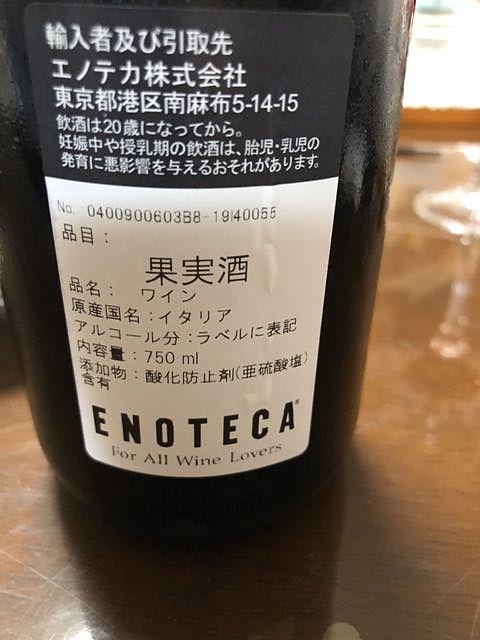 輸入者及び引取先
エノテカ株式会社
東京都港区南麻布5-14-15
飲酒は20歳になってから。
妊娠中や授乳期の飲酒は、胎児・乳児の
発育に悪影響を与えるおそれがあります。
No. 0400900603B8-19140055
品目：
果実酒
品名： ワイン
原産国名：イタリア
アルコール分：ラベルに表記
内容量：750 ml
添加物：酸化防止剤(亜硫酸塩)
含有
ENOTECA®
For All Wine Lovers